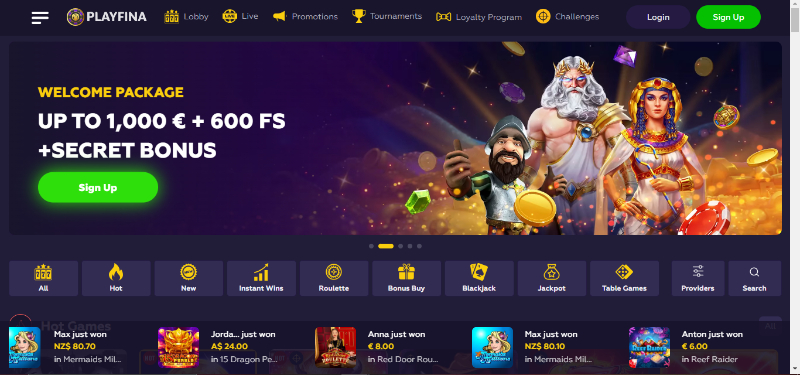 PLAYFINA
Lobby
Live
Promotions
Tournaments
Loyalty Program
Challenges
Login
Sign Up
WELCOME PACKAGE
UP TO 1,000 € + 600 FS
+SECRET BONUS
Sign Up
All
Hot
New
Instant Wins
Roulette
Bonus Buy
Blackjack
Jackpot
Table Games
Providers
Search
Hot Games
All
Max just won
NZ$ 80.70
in Mermaids Mil...
Jorda... just won
A$ 24.00
in 15 Dragon Pe...
Anna just won
€ 8.00
in Red Door Rou...
Max just won
NZ$ 80.10
in Mermaids Mil...
Anton just won
€ 6.00
in Reef Raider